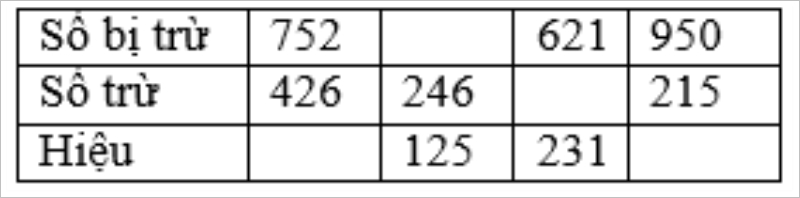 Số bị trừ 752 621 950
Số trừ 426 246 215
Hiệu 125 231